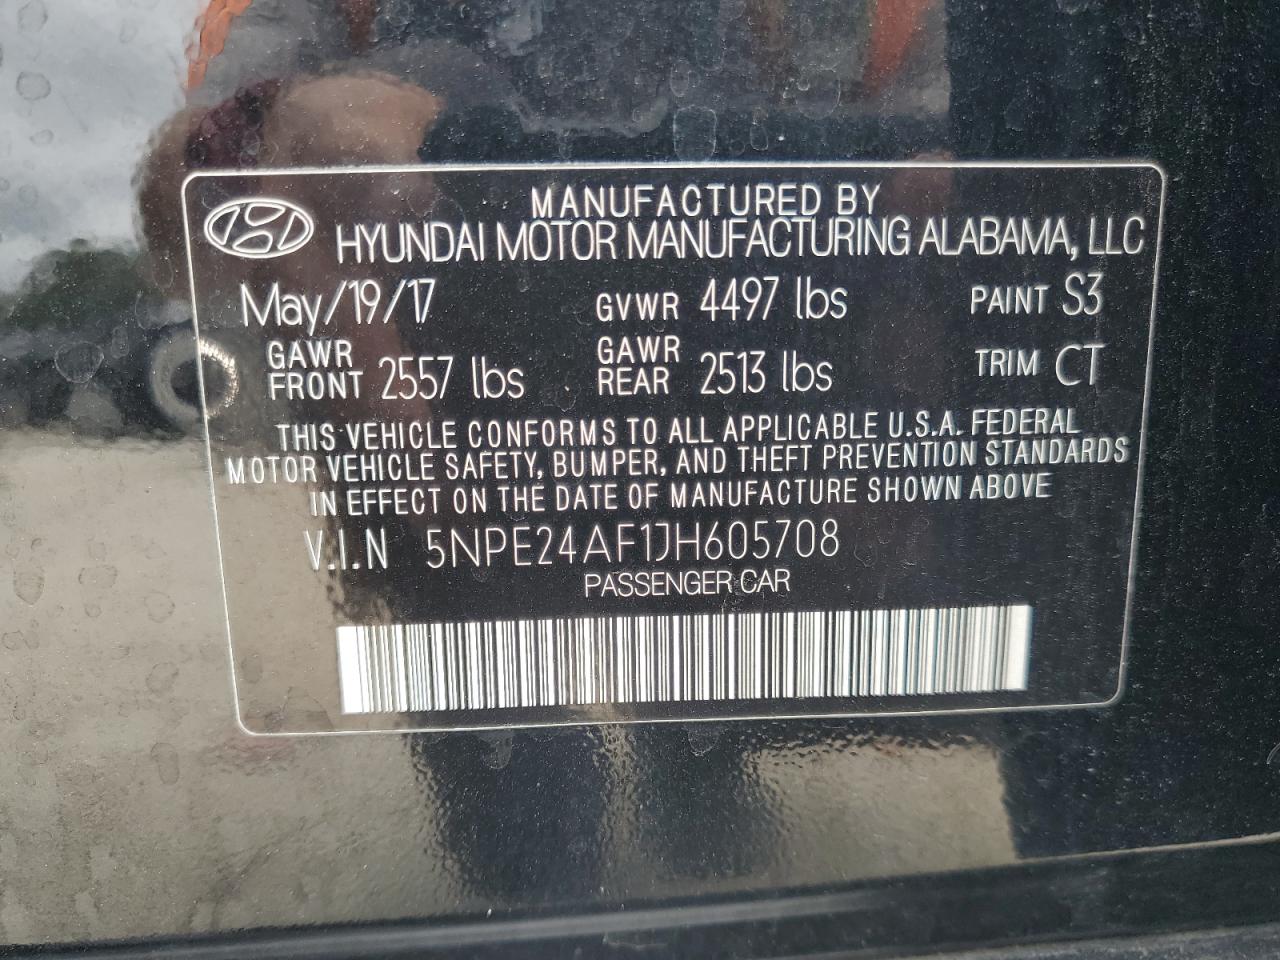 MANUFACTURED BY
HYUNDAI MOTOR MANUFACTURING ALABAMA, LLC
May/19/17 GVWR 4497 lbs PAINT S3
GAWR FRONT 2557 lbs GAWR REAR 2513 lbs TRIM CT
THIS VEHICLE CONFORMS TO ALL APPLICABLE U.S.A. FEDERAL
MOTOR VEHICLE SAFETY, BUMPER, AND THEFT PREVENTION STANDARDS
IN EFFECT ON THE DATE OF MANUFACTURE SHOWN ABOVE
V.I.N 5NPE24AF1JH605708
PASSENGER CAR